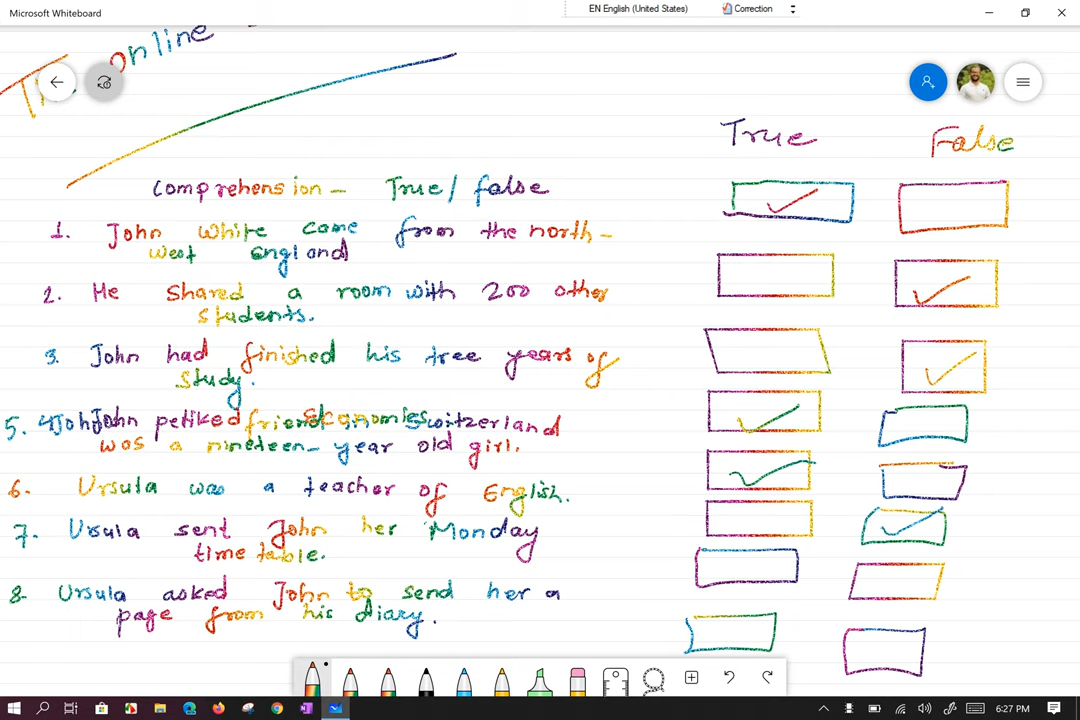 Microsoft Whiteboard
EN English (United States)
Correction
online
True
False
Comprehension - True/false
1. John White came from the north-
west england
2. He shared a room with 200 other
students.
3. John had finished his tree years of
study.
5. John friend Switzerland
was a nineteen-year old girl.
6. Ursula was a teacher of English.
7. Ursula sent John her Monday
time table.
8. Ursula asked John to send her a
page from his diary.
6:27 PM